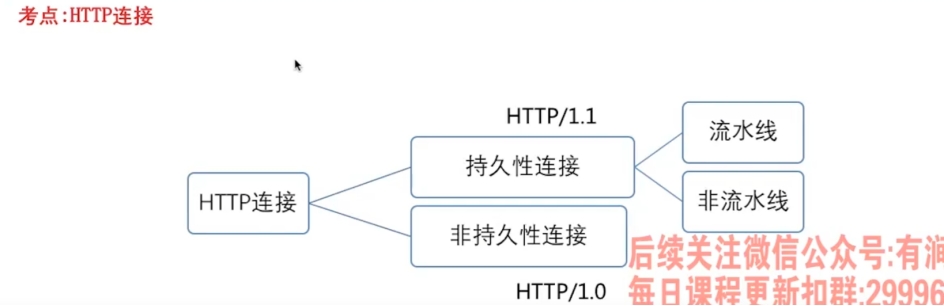 考点:HTTP连接
HTTP/1.1
流水线
持久性连接
HTTP连接
非流水线
非持久性连接
后续关注微信公众号:有润
HTTP/1.0
每日课程更新扣群:29996